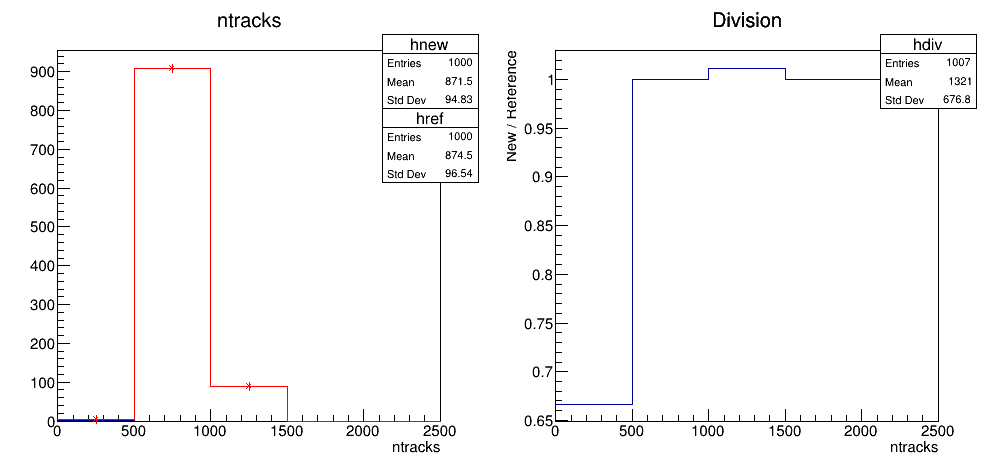 ntracks
hnew
Entries 1000
Mean 871.5
Std Dev 94.83
href
Entries 1000
Mean 874.5
Std Dev 96.54
900
800
700
600
500
400
300
200
100
0
0 500 1000 1500 2000 2500
ntracks
Division
hdiv
Entries 1007
Mean 1321
Std Dev 676.8
New / Reference
1
0.95
0.9
0.85
0.8
0.75
0.7
0.65
0 500 1000 1500 2000 2500
ntracks